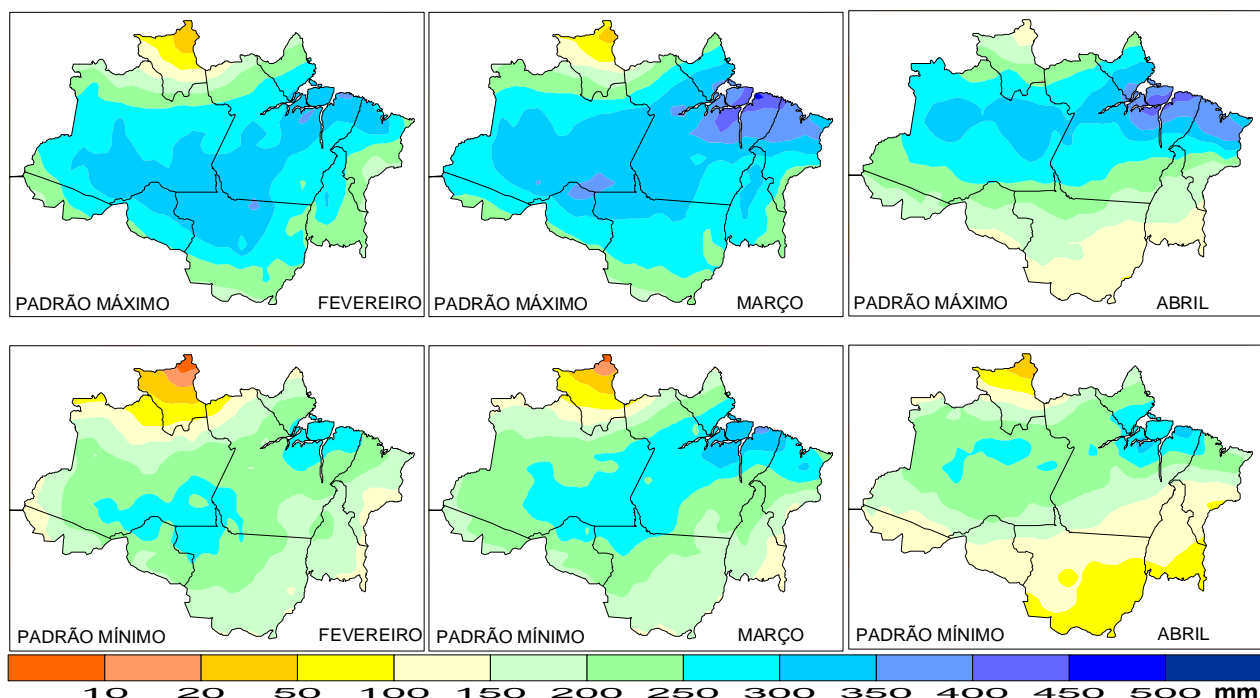 PADRÃO MÁXIMO FEVEREIRO
PADRÃO MÁXIMO MARÇO
PADRÃO MÁXIMO ABRIL
PADRÃO MÍNIMO FEVEREIRO
PADRÃO MÍNIMO MARÇO
PADRÃO MÍNIMO ABRIL
10 20 50 100 150 200 250 300 350 400 450 500 mm